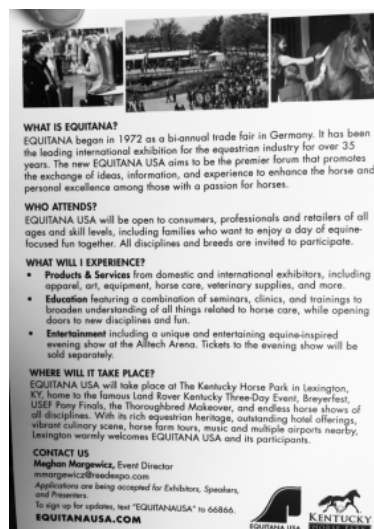 WHAT IS EQUITANA?
EQUITANA began in 1972 as a bi-annual trade fair in Germany. It has been
the leading international exhibition for the equestrian industry for over 35
years. The new EQUITANA USA aims to be the premier forum that promotes
the exchange of ideas, information, and experience to enhance the horse and
personal excellence among those with a passion for horses.
WHO ATTENDS?
EQUITANA USA will be open to consumers, professionals and retailers of all
ages and skill levels, including families who want to enjoy a day of equine-
focused fun together. All disciplines and breeds are invited to participate.
WHAT WILL I EXPERIENCE?
• Products & Services from domestic and international exhibitors, including
apparel, art, equipment, horse care, veterinary supplies, and more.
• Education featuring a combination of seminars, clinics, and trainings to
broaden understanding of all things related to horse care, while opening
doors to new disciplines and fun.
• Entertainment including a unique and entertaining equine-inspired
evening show at the Alltech Arena. Tickets to the evening show will be
sold separately.
WHERE WILL IT TAKE PLACE?
EQUITANA USA will take place at The Kentucky Horse Park in Lexington,
KY, home to the famous Land Rover Kentucky Three-Day Event, Breyerfest,
USEF Pony Finals, the Thoroughbred Makeover, and endless horse shows of
all disciplines. With its rich equestrian heritage, outstanding hotel offerings,
vibrant culinary scene, horse farm tours, music and multiple airports nearby,
Lexington warmly welcomes EQUITANA USA and its participants.
CONTACT US
Meghan Margewicz, Event Director
mmargewicz@reedexpo.com
Applications are being accepted for Exhibitors, Speakers,
and Presenters.
To sign up for updates, text "EQUITANAUSA" to 66866.
EQUITANAUSA.COM
EQUITANA USA
KENTUCKY
HORSE PARK